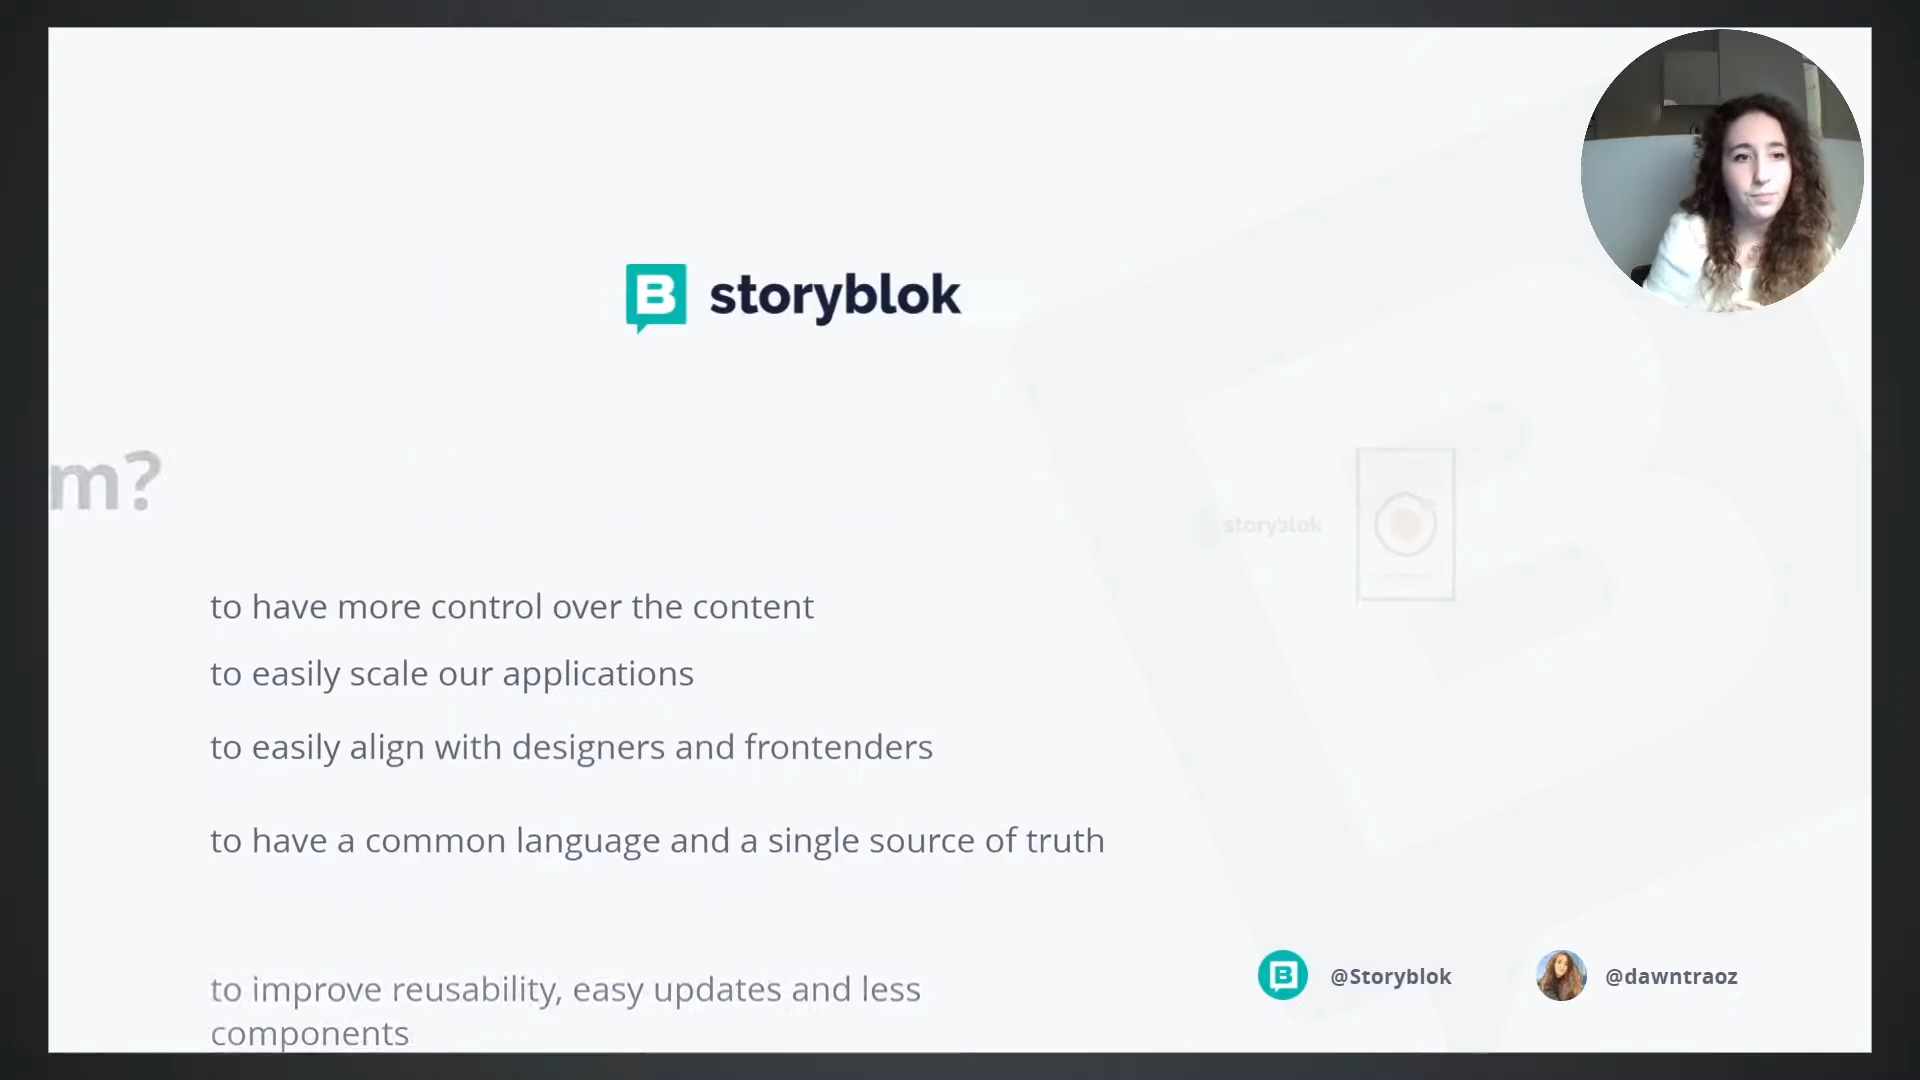 B storyblok
m?
storyblok
to have more control over the content
to easily scale our applications
to easily align with designers and frontenders
to have a common language and a single source of truth
to improve reusability, easy updates and less
components
B @Storyblok @dawntraoz